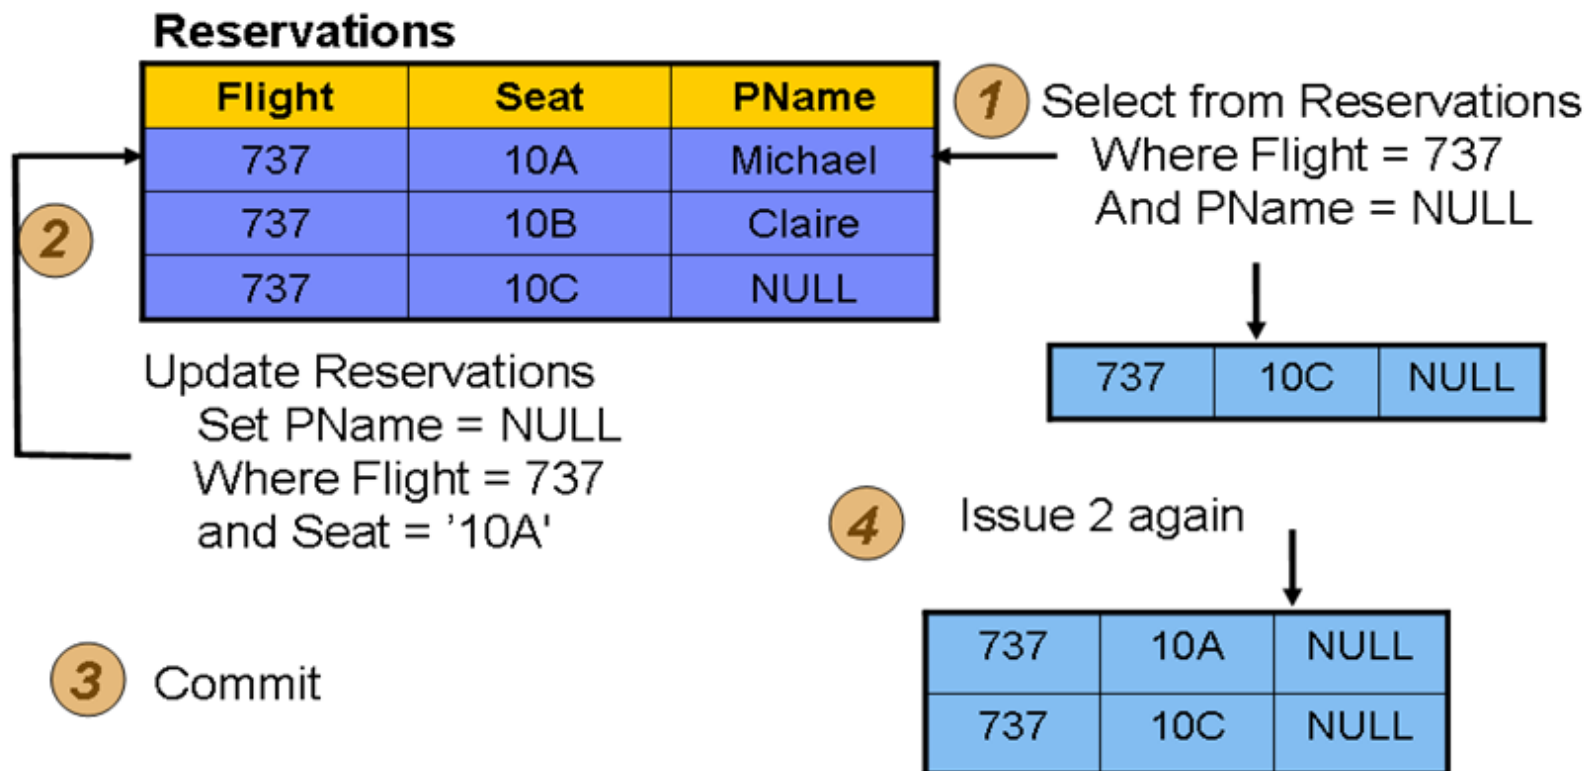 Reservations
Flight Seat PName
737 10A Michael
737 10B Claire
737 10C NULL
1 Select from Reservations
Where Flight = 737
And PName = NULL
737 10C NULL
2
Update Reservations
Set PName = NULL
Where Flight = 737
and Seat = ’10A'
3 Commit
4 Issue 2 again
737 10A NULL
737 10C NULL